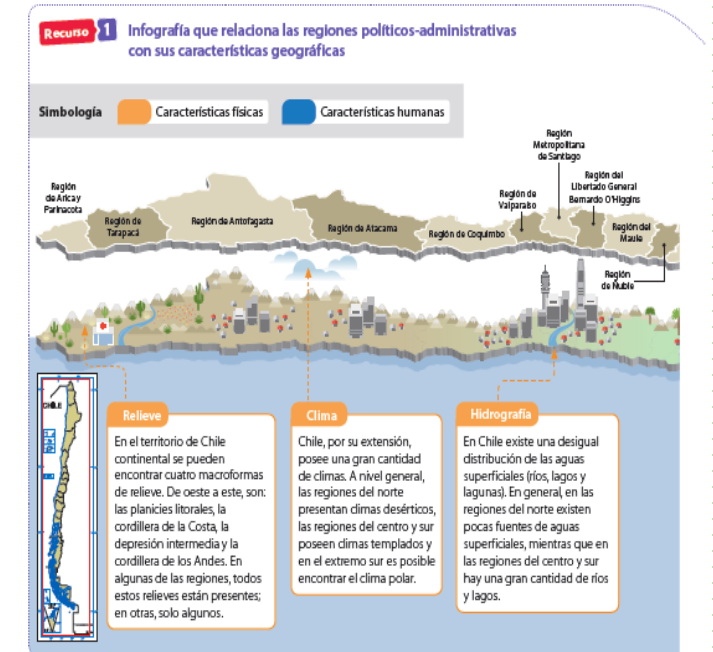 Recurso 1
Infografía que relaciona las regiones políticos-administrativas
con sus características geográficas
Simbología
Características físicas
Características humanas
Región
de Arica y
Parinacota
Región de
Tarapacá
Región de Antofagasta
Región de Atacama
Región de Coquimbo
Región de
Valparaíso
Región
Metropolitana
de Santiago
Región del
Libertado General
Bernardo O'Higgins
Región del
Maule
Región
de Ñuble
CHILE
Relieve
En el territorio de Chile
continental se pueden
encontrar cuatro macroformas
de relieve. De oeste a este, son:
las planicies litorales, la
cordillera de la Costa, la
depresión intermedia y la
cordillera de los Andes. En
algunas de las regiones, todos
estos relieves están presentes;
en otras, solo algunos.
Clima
Chile, por su extensión,
posee una gran cantidad
de climas. A nivel general,
las regiones del norte
presentan climas desérticos,
las regiones del centro y sur
poseen climas templados y
en el extremo sur es posible
encontrar el clima polar.
Hidrografía
En Chile existe una desigual
distribución de las aguas
superficiales (ríos, lagos y
lagunas). En general, en las
regiones del norte existen
pocas fuentes de aguas
superficiales, mientras que en
las regiones del centro y sur
hay una gran cantidad de ríos
y lagos.